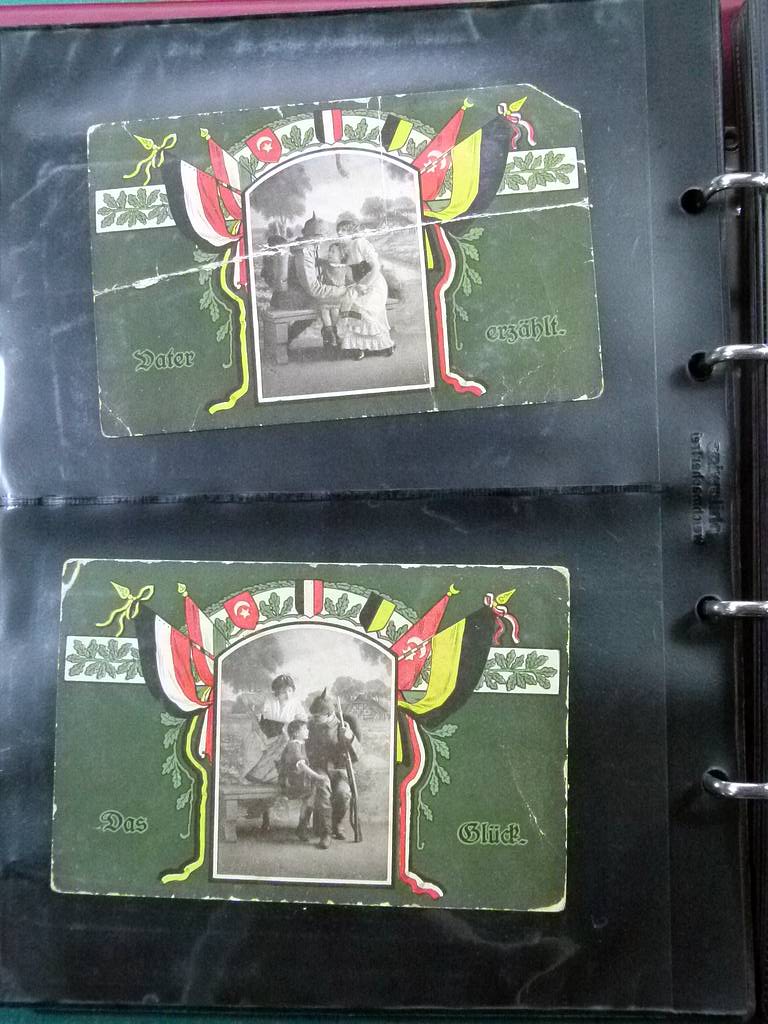 Vater erzählt.
Das Glück.